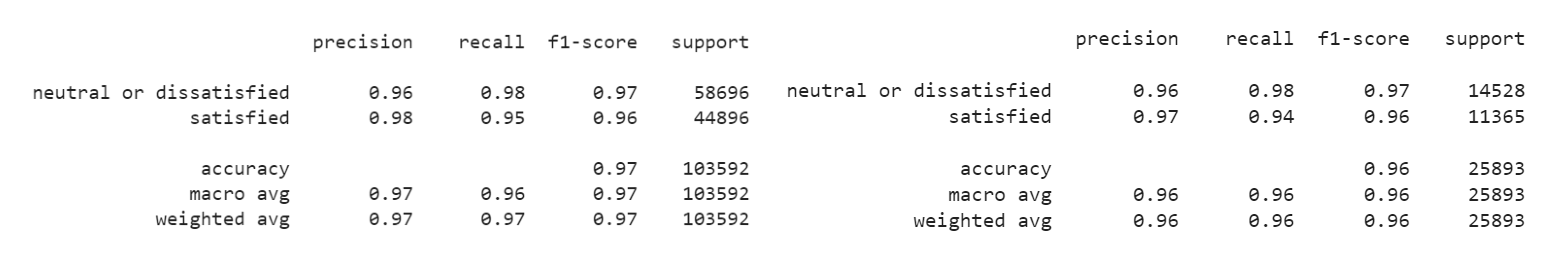 precision recall f1-score support
neutral or dissatisfied 0.96 0.98 0.97 58696
satisfied 0.98 0.95 0.96 44896
accuracy 0.97 103592
macro avg 0.97 0.96 0.97 103592
weighted avg 0.97 0.97 0.97 103592
precision recall f1-score support
neutral or dissatisfied 0.96 0.98 0.97 14528
satisfied 0.97 0.94 0.96 11365
accuracy 0.96 25893
macro avg 0.96 0.96 0.96 25893
weighted avg 0.96 0.96 0.96 25893